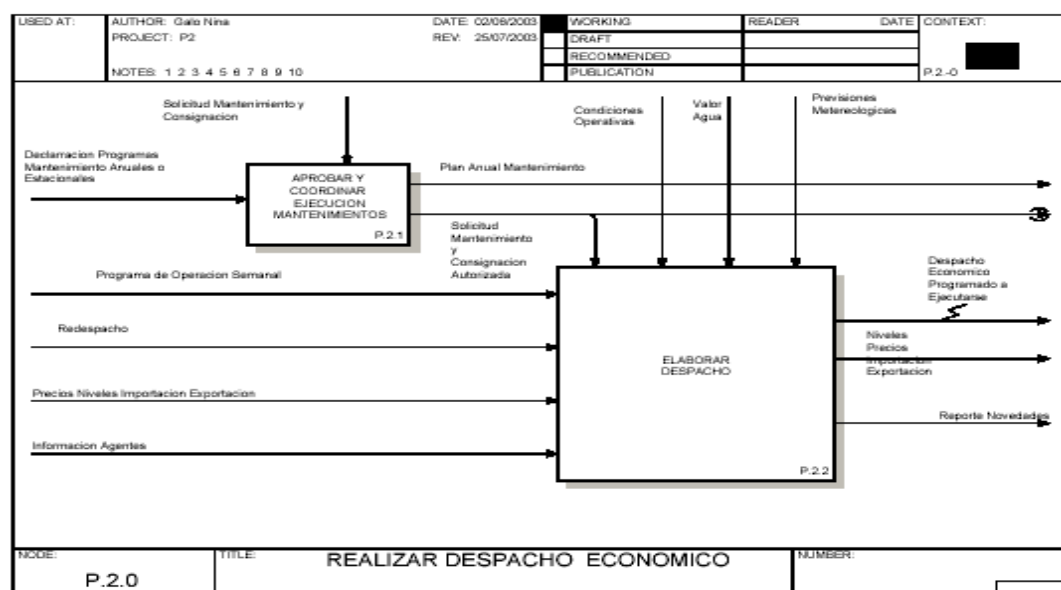 USED AT:
AUTHOR: Galo Nina
DATE: 02/06/2003
WORKING
READER
DATE
CONTEXT:
PROJECT: P2
REV: 25/07/2003
DRAFT
RECOMMENDED
NOTES: 1 2 3 4 5 6 7 8 9 10
PUBLICATION
P.2.-0
Solicitud Mantenimiento y
Consignacion
Condiciones
Operativas
Valor
Agua
Previsiones
Metereologicas
Declamacion Programas
Mantenimiento Anuales o
Estacionales
APROBAR Y
COORDINAR
EJECUCION
MANTENIMIENTOS
P.2.1
Plan Anual Mantenimiento
Solicitud
Mantenimiento
y
Consignacion
Autorizada
Programa de Operacion Semanal
Redespacho
Precios Niveles Importacion Exportacion
Informacion Agentes
ELABORAR
DESPACHO
P.2.2
Despacho
Economico
Programado a
Ejecutarse
Niveles
Precios
Importacion
Exportacion
Reporte Novedades
NODE:
P.2.0
TITLE:
REALIZAR DESPACHO ECONOMICO
NUMBER: